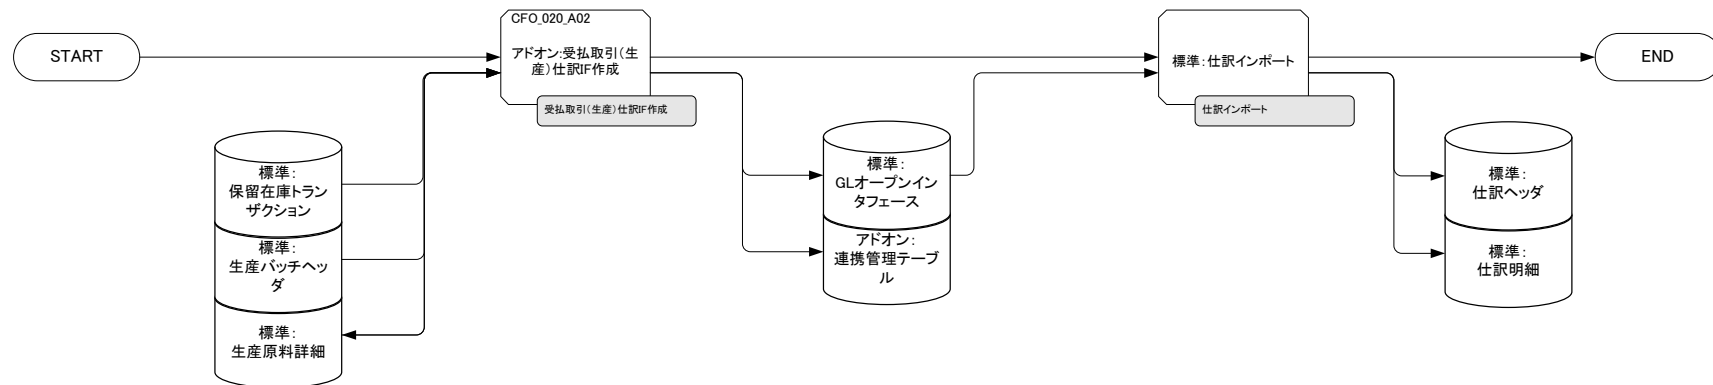 START
CFO_020_A02
アドオン:受払取引(生
産)仕訳IF作成
受払取引(生産)仕訳IF作成
標準:仕訳インポート
仕訳インポート
END
標準:
保留在庫トラン
ザクション
標準:
生産バッチヘッ
ダ
標準:
生産原料詳細
標準:
GLオープンイン
タフェース
アドオン:
連携管理テーブ
ル
標準:
仕訳ヘッダ
標準:
仕訳明細